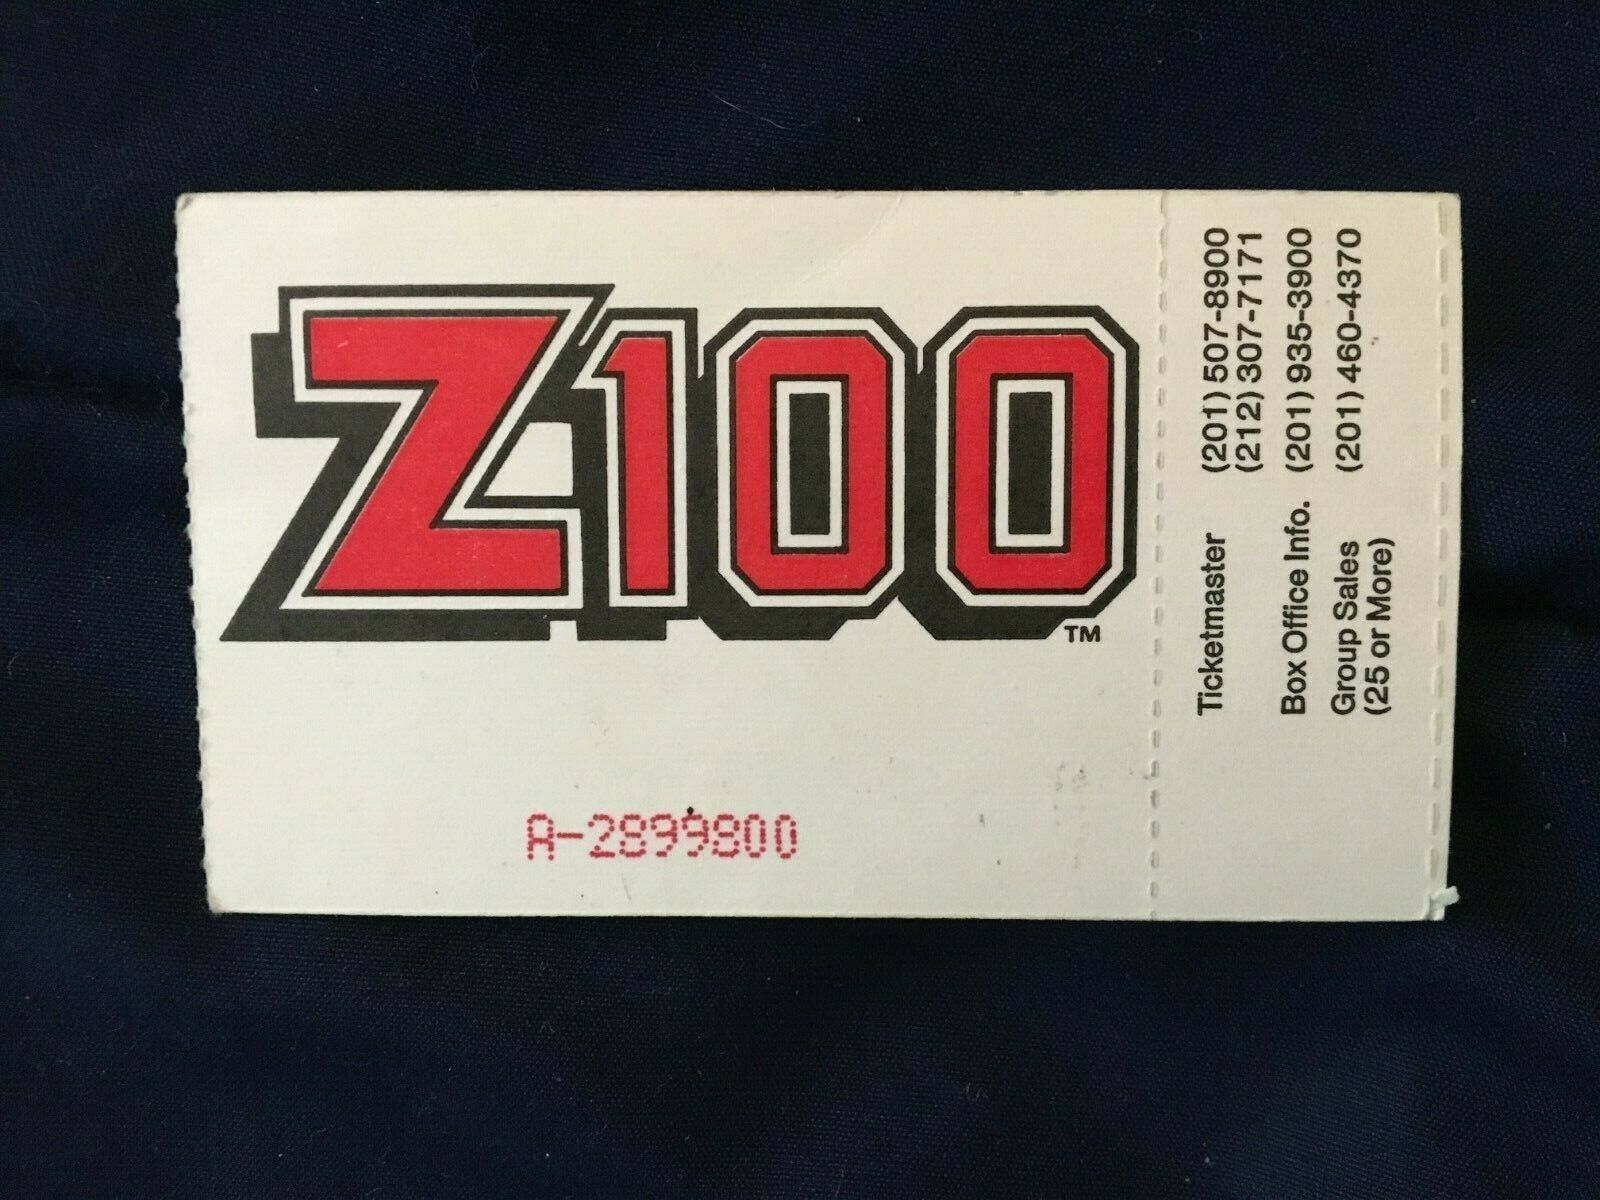 Z100
TM
A-2899800
Ticketmaster (201) 507-8900
(212) 307-7171
Box Office Info. (201) 935-3900
Group Sales (201) 460-4370
(25 or More)